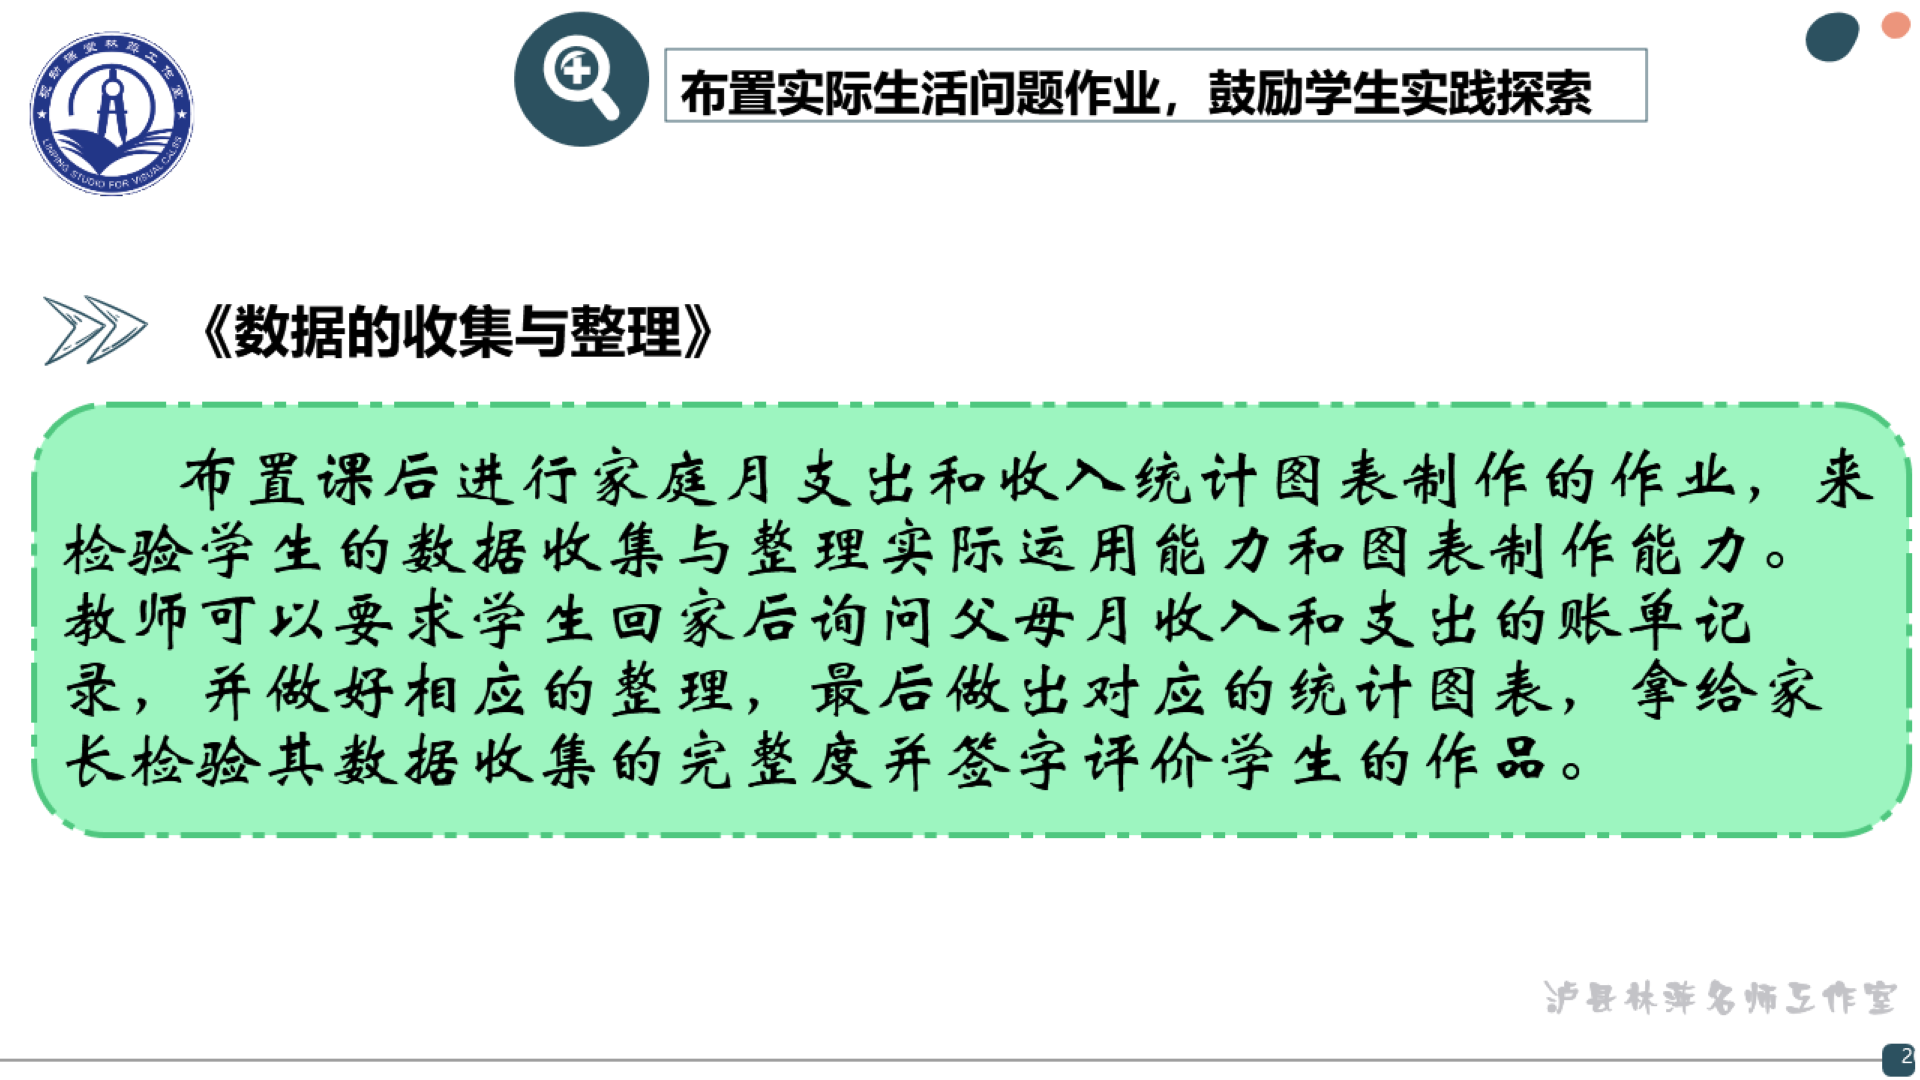 布置实际生活问题作业，鼓励学生实践探索
《数据的收集与整理》
布置课后进行家庭月支出和收入统计图表制作的作业，来
检验学生的数据收集与整理实际运用能力和图表制作能力。
教师可以要求学生回家后询问父母月收入和支出的账单记
录，并做好相应的整理，最后做出对应的统计图表，拿给家
长检验其数据收集的完整度并签字评价学生的作品。
泸县林萍名师工作室